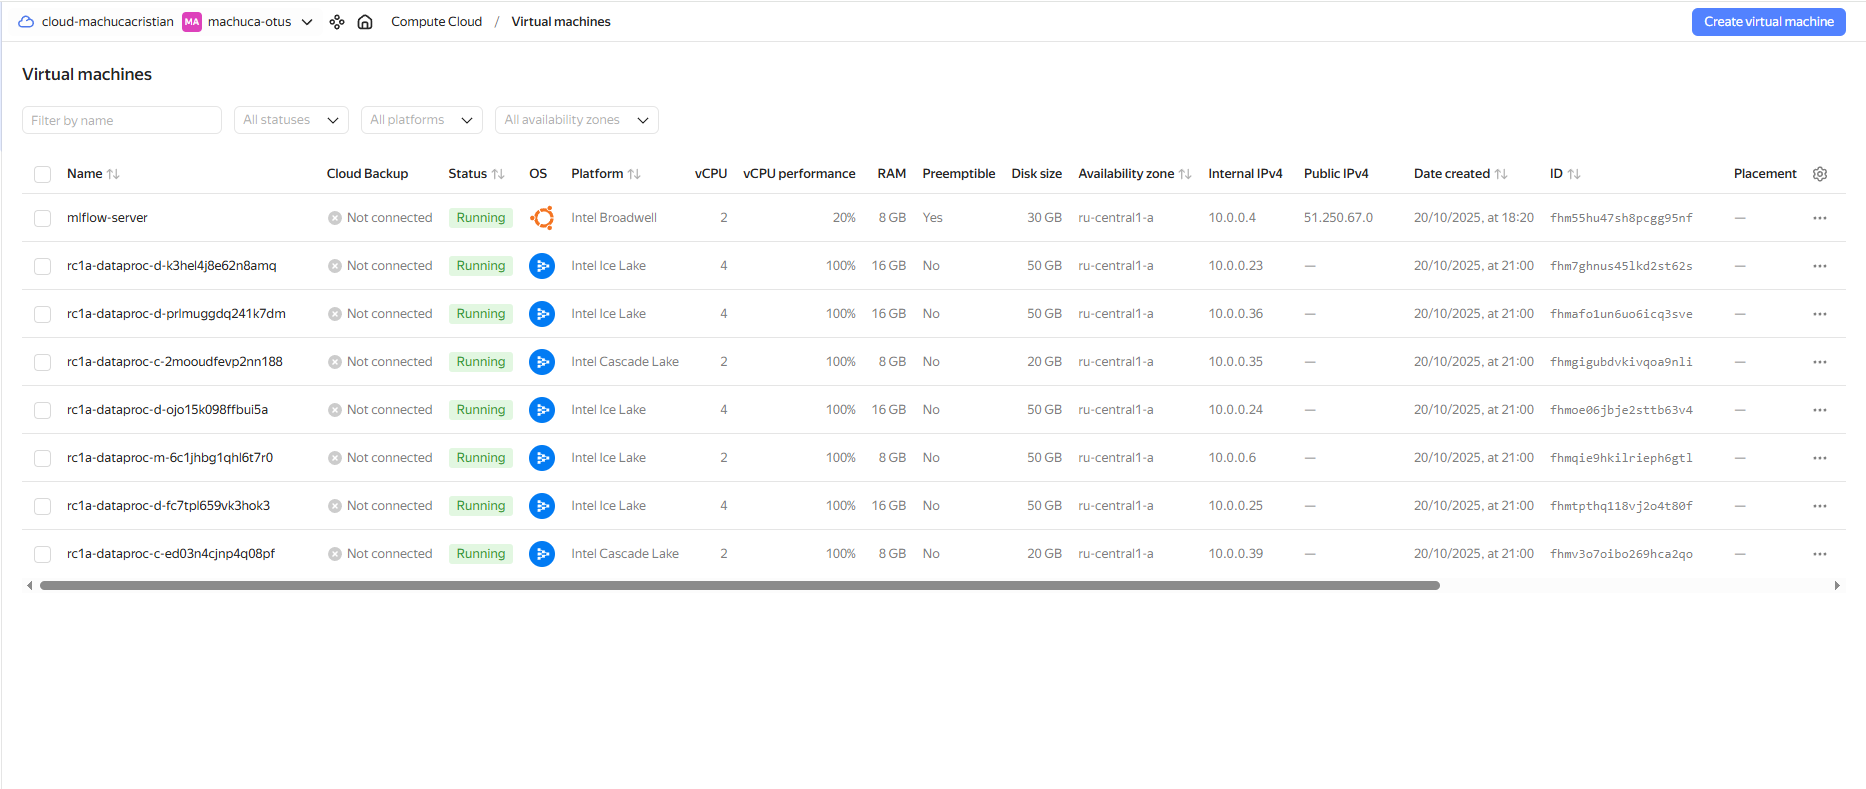 cloud-machucacristian MA machuca-otus Compute Cloud / Virtual machines Create virtual machine
Virtual machines
Filter by name All statuses All platforms All availability zones
Name Cloud Backup Status OS Platform vCPU vCPU performance RAM Preemptible Disk size Availability zone Internal IPv4 Public IPv4 Date created ID Placement
mlflow-server Not connected Running Intel Broadwell 2 20% 8 GB Yes 30 GB ru-central1-a 10.0.0.4 51.250.67.0 20/10/2025, at 18:20 fhm55hu47sh8pcgg95nf —
rc1a-dataproc-d-k3hel4j8e62n8amq Not connected Running Intel Ice Lake 4 100% 16 GB No 50 GB ru-central1-a 10.0.0.23 — 20/10/2025, at 21:00 fhm7ghnus45lkd2st62s —
rc1a-dataproc-d-prlmuggdq241k7dm Not connected Running Intel Ice Lake 4 100% 16 GB No 50 GB ru-central1-a 10.0.0.36 — 20/10/2025, at 21:00 fhmafo1un6uo6icq3sve —
rc1a-dataproc-c-2mooudfevp2nn188 Not connected Running Intel Cascade Lake 2 100% 8 GB No 20 GB ru-central1-a 10.0.0.35 — 20/10/2025, at 21:00 fhmgigubdvkivqoa9nli —
rc1a-dataproc-d-ojo15k098ffbui5a Not connected Running Intel Ice Lake 4 100% 16 GB No 50 GB ru-central1-a 10.0.0.24 — 20/10/2025, at 21:00 fhmoe06jbje2sttb63v4 —
rc1a-dataproc-m-6c1jhbg1qhl6t7r0 Not connected Running Intel Ice Lake 2 100% 8 GB No 50 GB ru-central1-a 10.0.0.6 — 20/10/2025, at 21:00 fhmqie9hkilrieph6gtl —
rc1a-dataproc-d-fc7tpl659vk3hok3 Not connected Running Intel Ice Lake 4 100% 16 GB No 50 GB ru-central1-a 10.0.0.25 — 20/10/2025, at 21:00 fhmtpthq118vj2o4t80f —
rc1a-dataproc-c-ed03n4cjnp4q08pf Not connected Running Intel Cascade Lake 2 100% 8 GB No 20 GB ru-central1-a 10.0.0.39 — 20/10/2025, at 21:00 fhmv3o7oibo269hca2qo —